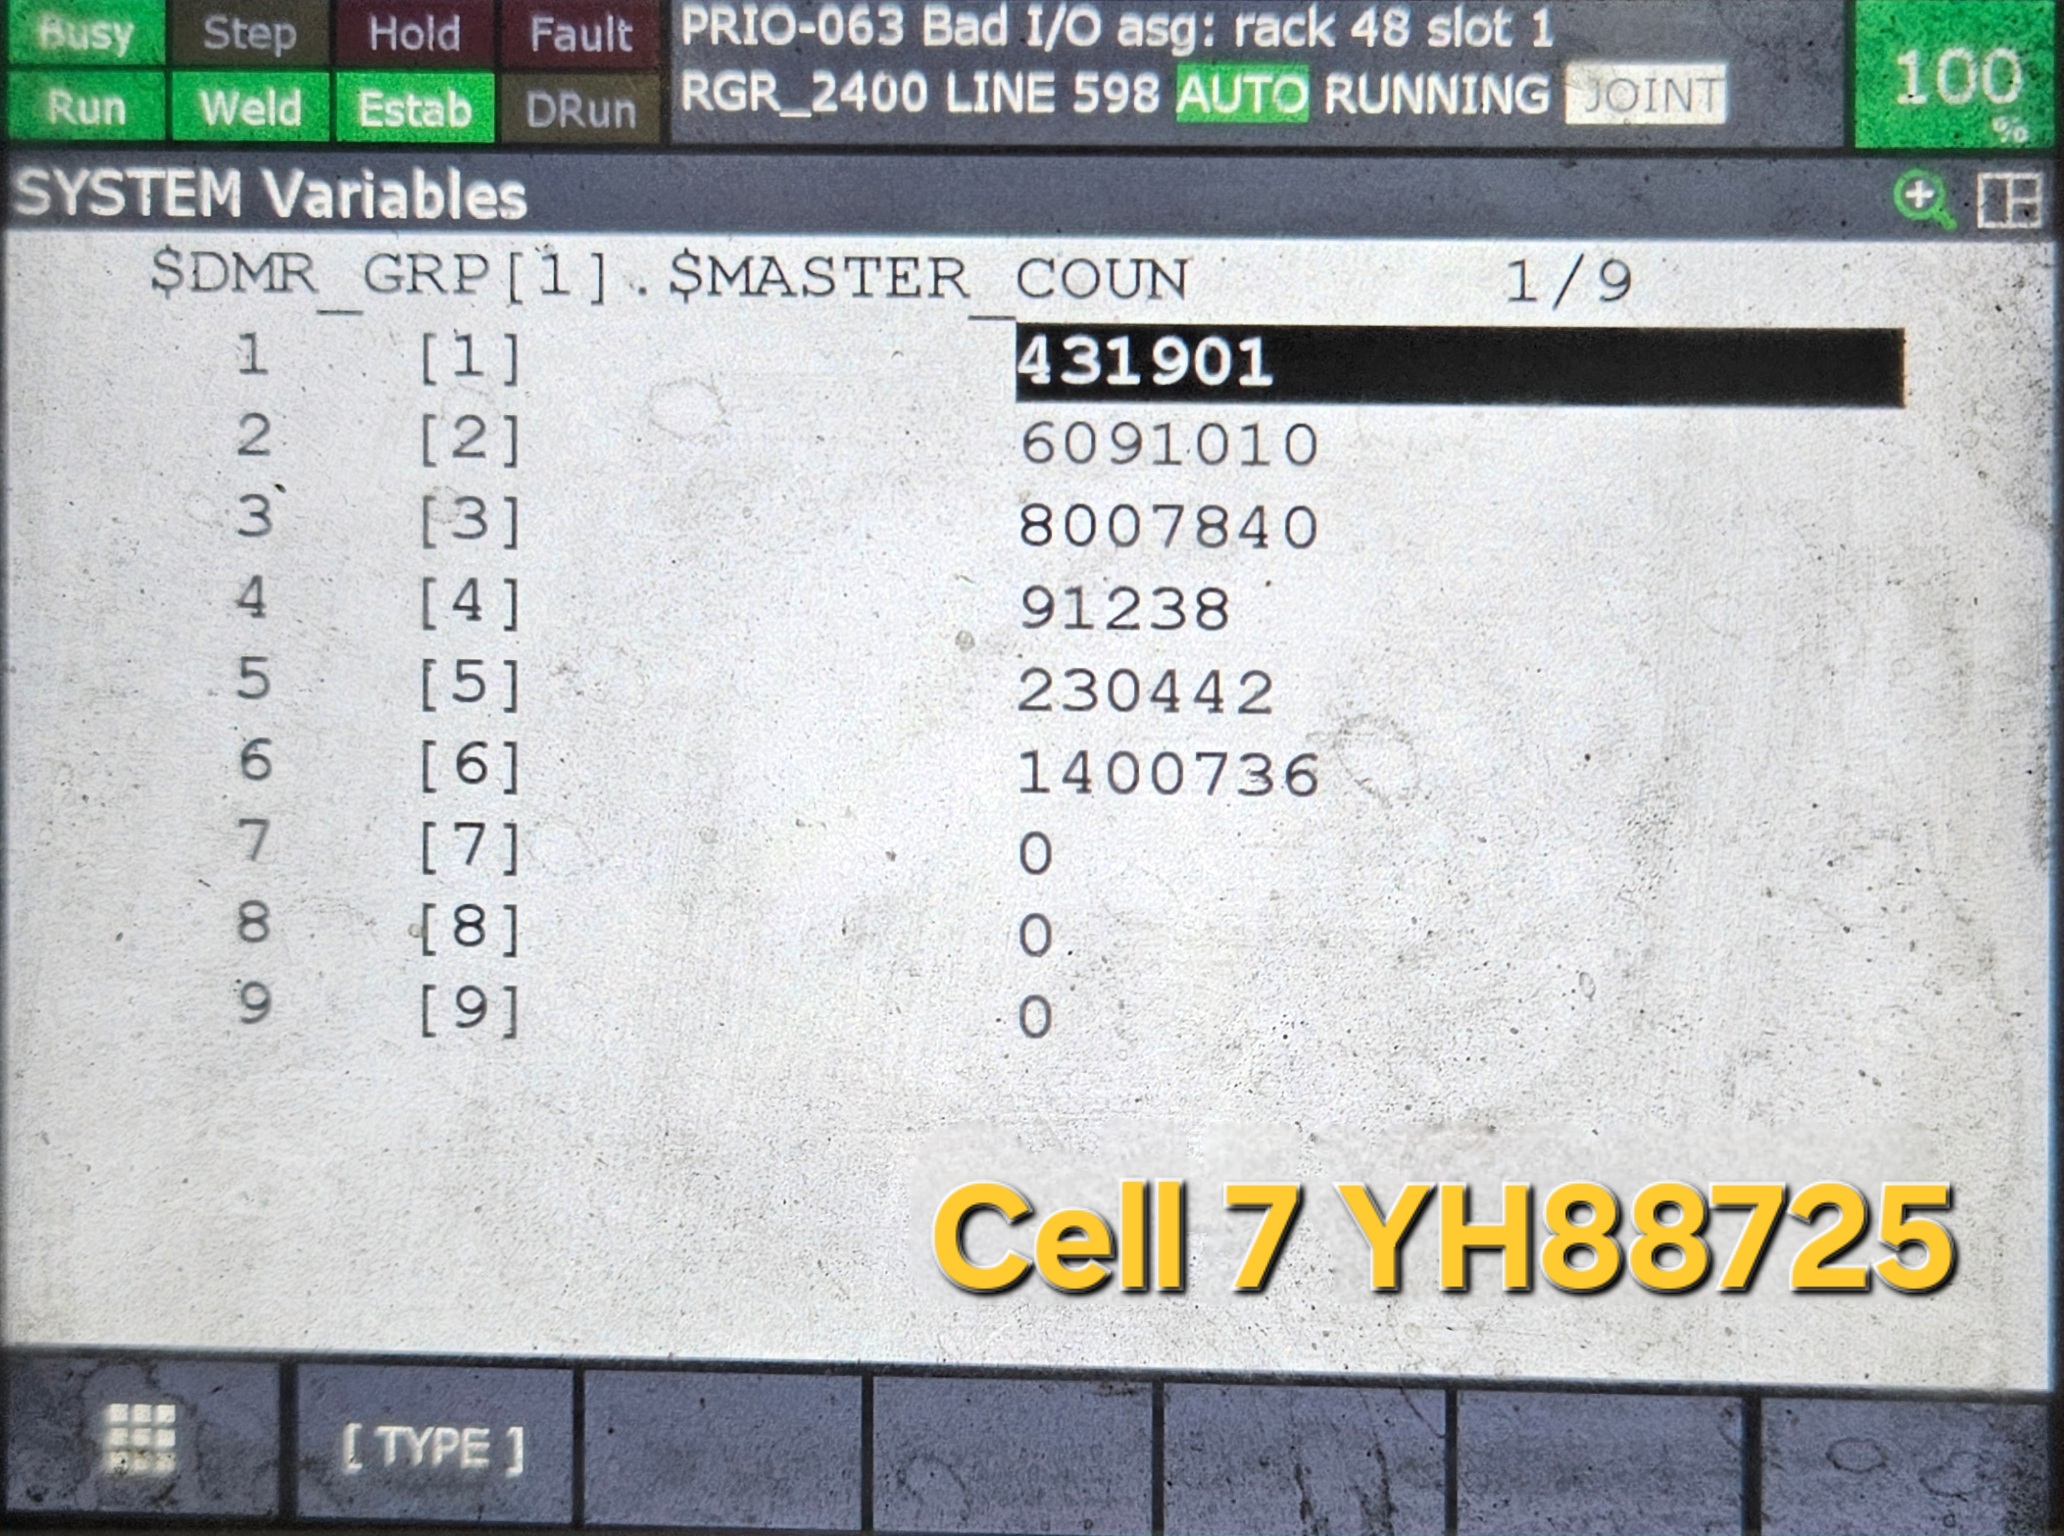 Busy Step Hold Fault PRIO-063 Bad I/O asg: rack 48 slot 1
Run Weld Estab DRun RGR_2400 LINE 598 AUTO RUNNING JOINT
100
%
SYSTEM Variables
$DMR_GRP[1].$MASTER_COUN 1/9
1 [1] 431901
2 [2] 6091010
3 [3] 8007840
4 [4] 91238
5 [5] 230442
6 [6] 1400736
7 [7] 0
8 [8] 0
9 [9] 0
Cell 7 YH88725
[ TYPE ]